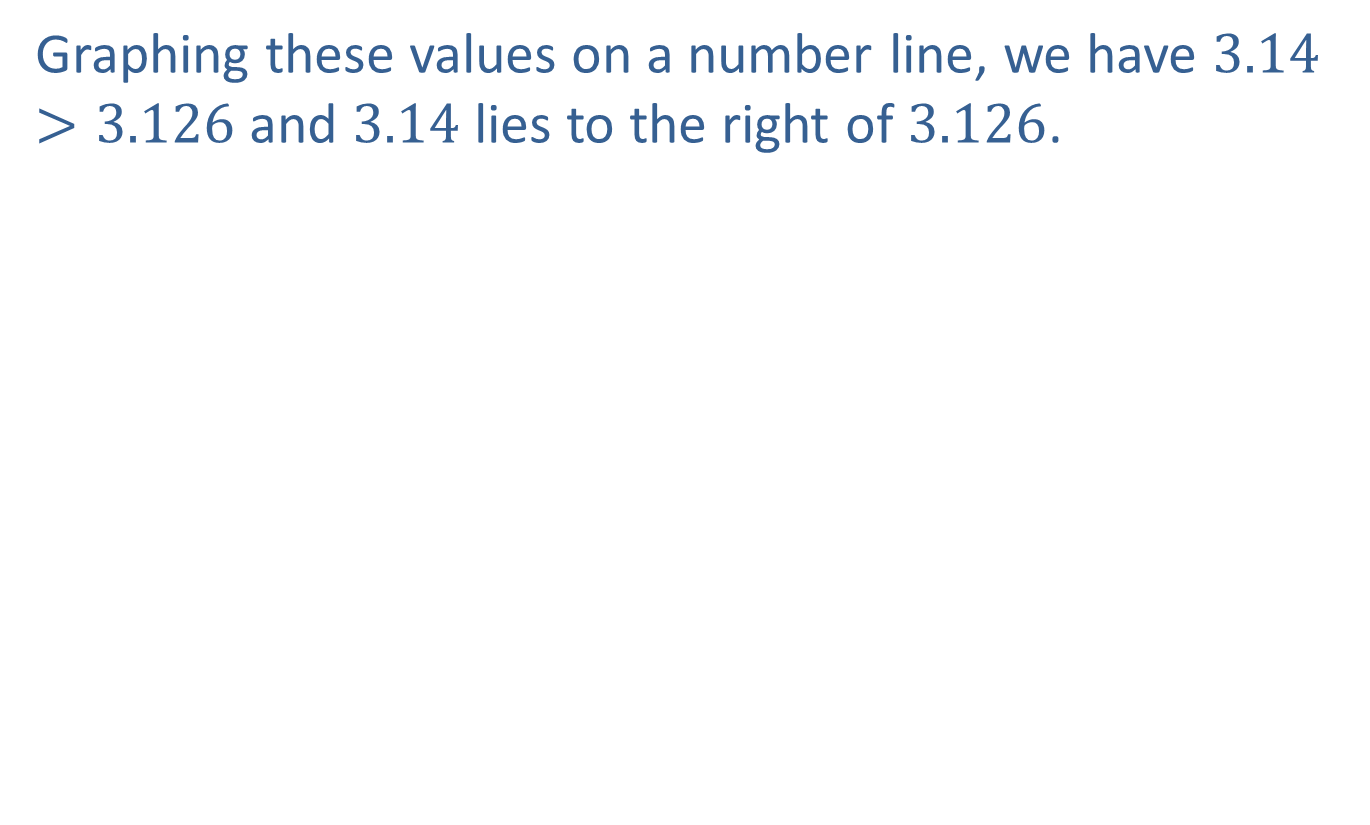 Graphing these values on a number line, we have 3.14
> 3.126 and 3.14 lies to the right of 3.126.